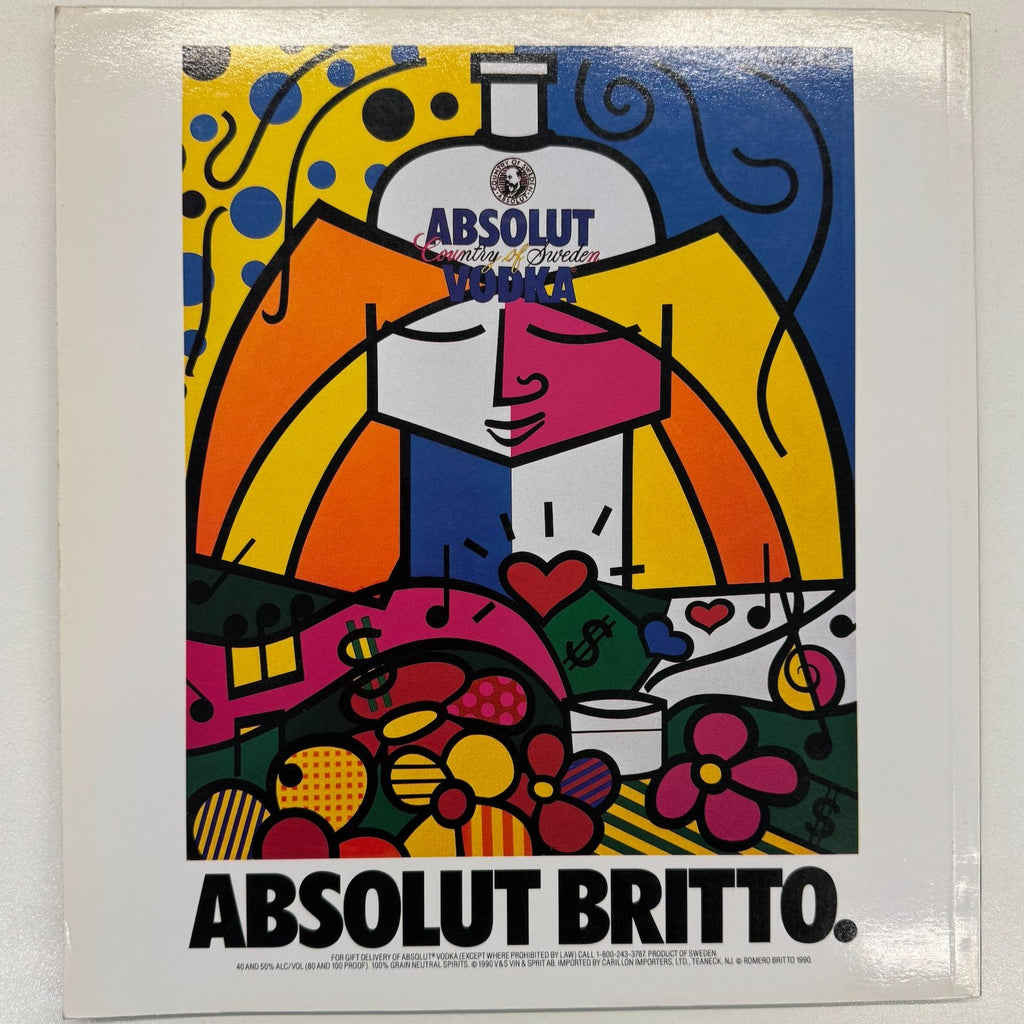 COUNTRY OF SWEDEN
ABSOLUT
ABSOLUT
Country of Sweden
VODKA
$
$
$
ABSOLUT BRITTO.
FOR GIFT DELIVERY OF ABSOLUT® VODKA (EXCEPT WHERE PROHIBITED BY LAW) CALL 1-800-243-3787. PRODUCT OF SWEDEN.
40 AND 50% ALC/VOL (80 AND 100 PROOF). 100% GRAIN NEUTRAL SPIRITS. © 1990 V&S VIN & SPRIT AB. IMPORTED BY CARILLON IMPORTERS, LTD., TEANECK, NJ. © ROMERO BRITTO 1990.